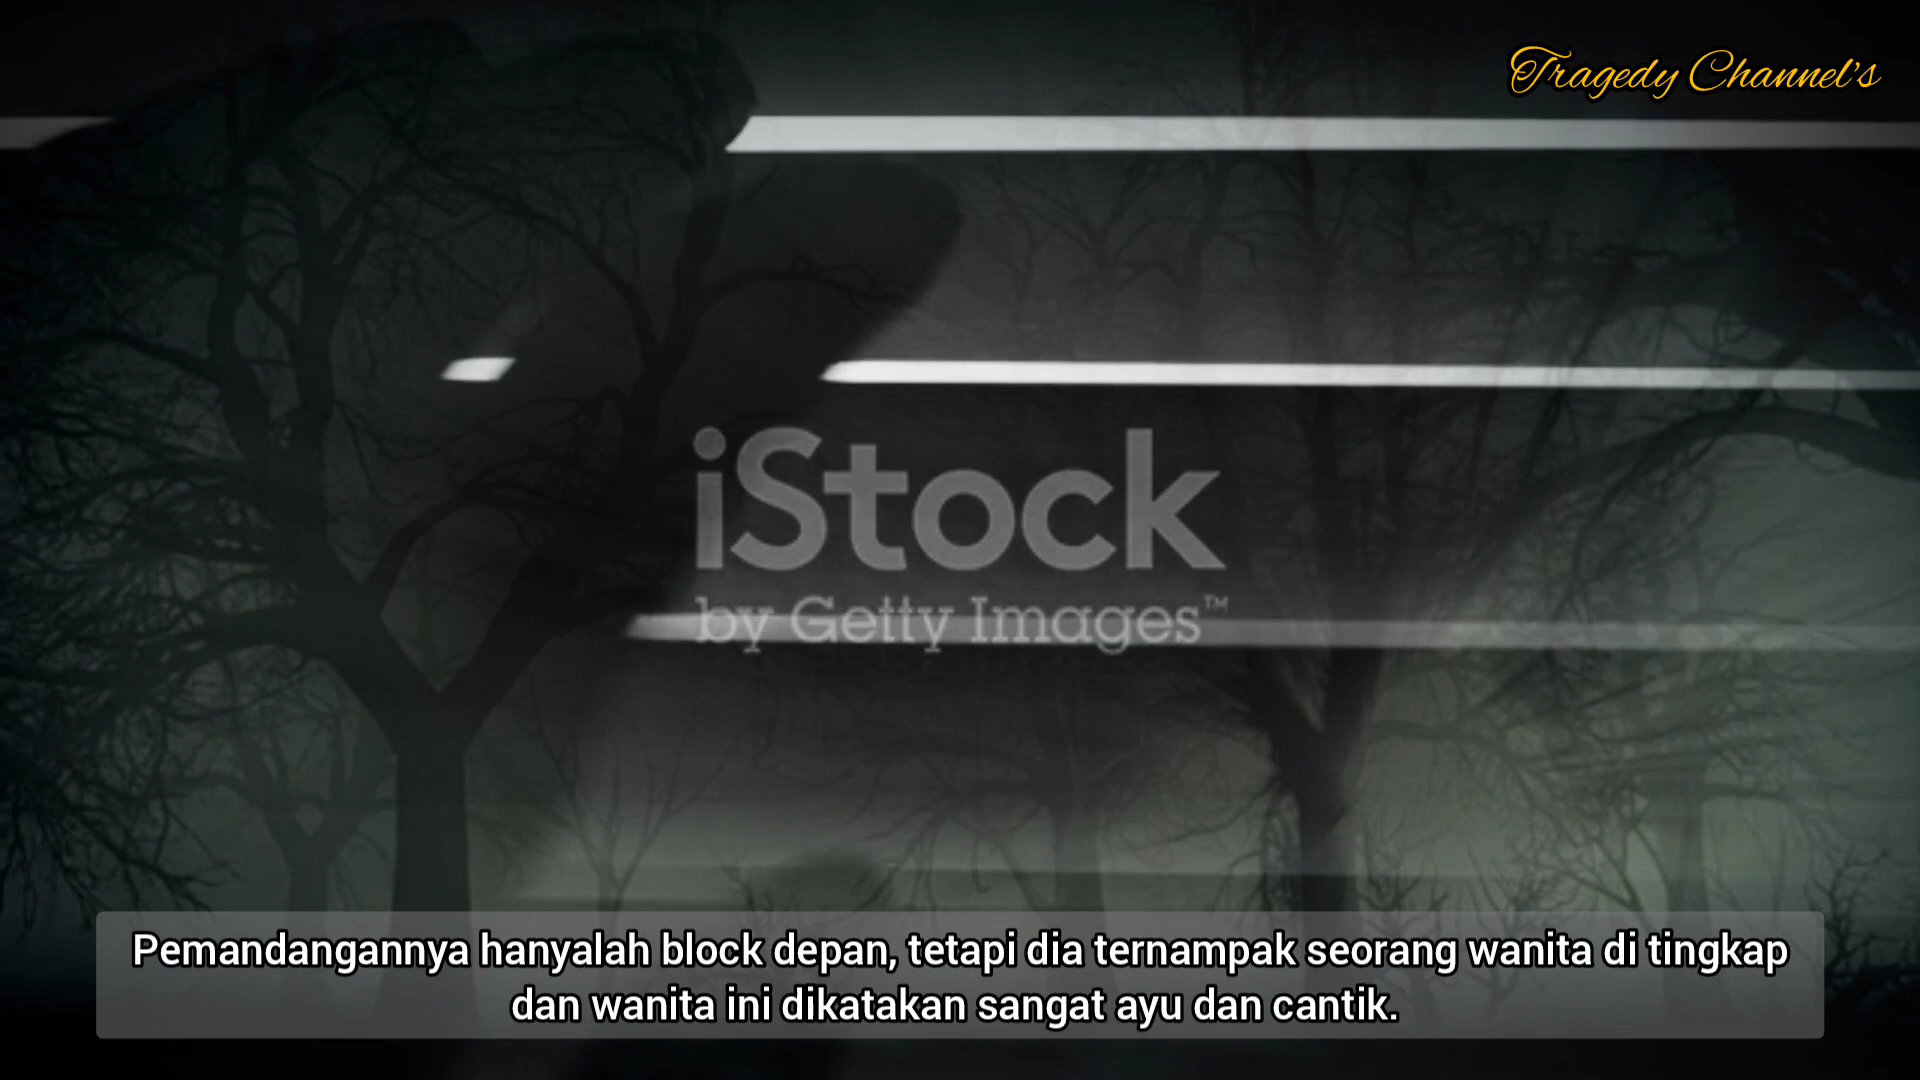 Tragedy Channel's
iStock
by Getty Images™
Pemandangannya hanyalah block depan, tetapi dia ternampak seorang wanita di tingkap
dan wanita ini dikatakan sangat ayu dan cantik.